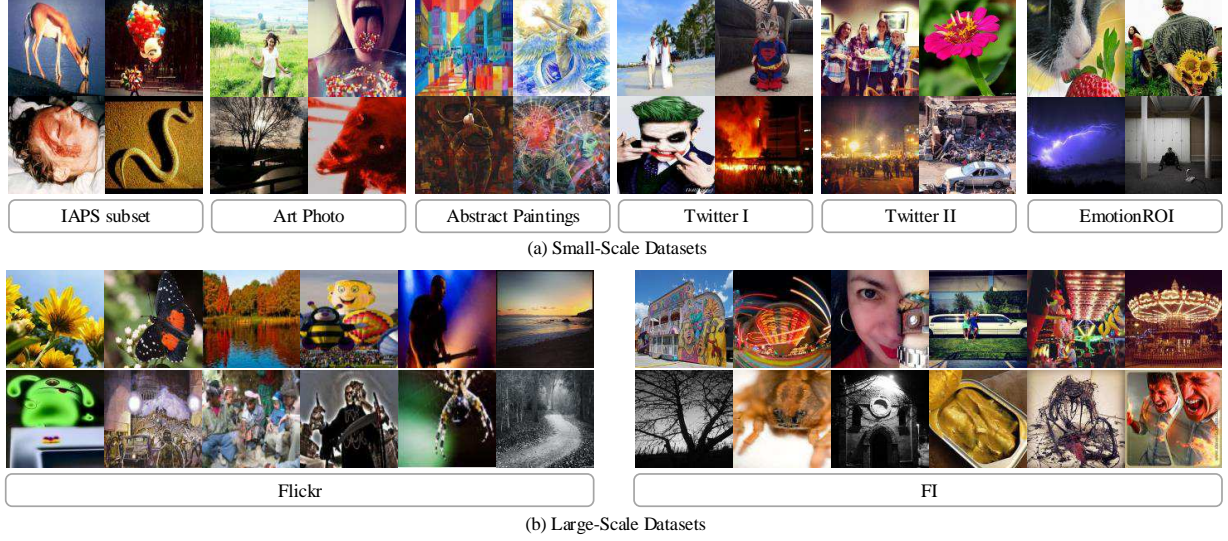 IAPS subset
Art Photo
Abstract Paintings
Twitter I
Twitter II
EmotionROI
(a) Small-Scale Datasets
Flickr
FI
(b) Large-Scale Datasets